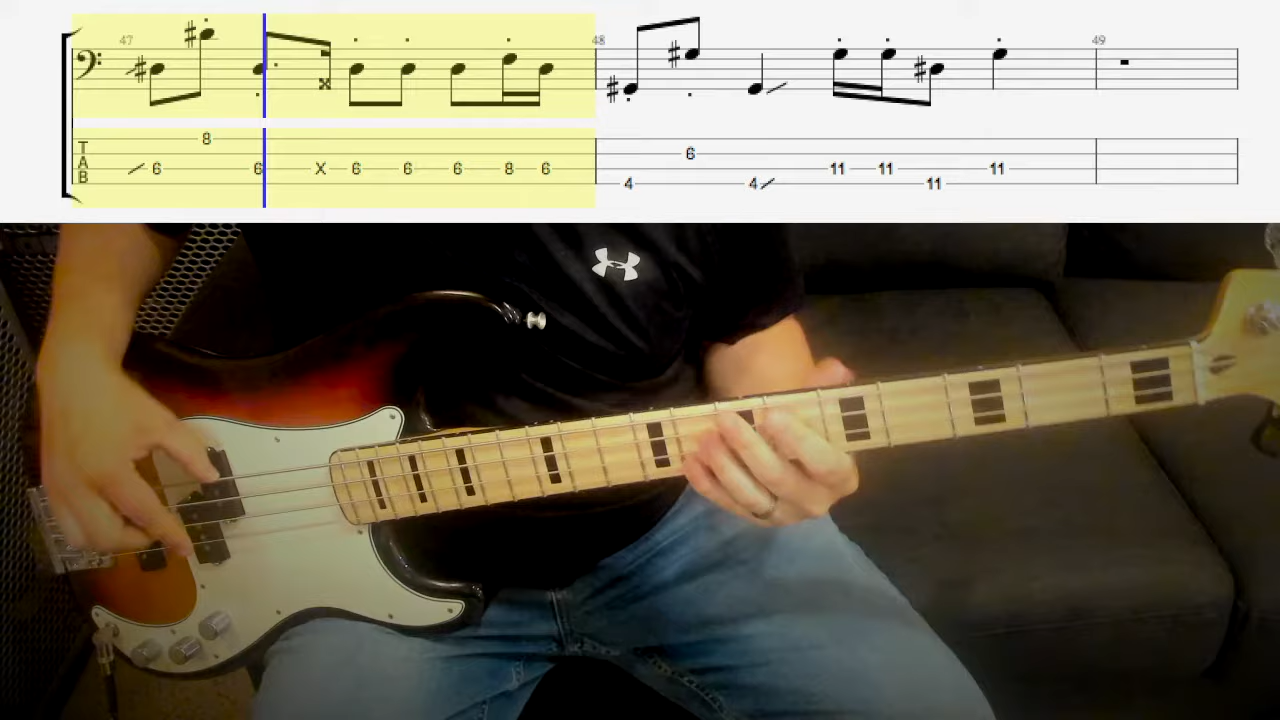 47 48 49
T 8
A 6
B 6 6 X 6 6 6 8 6 11 11 11
4 4 11